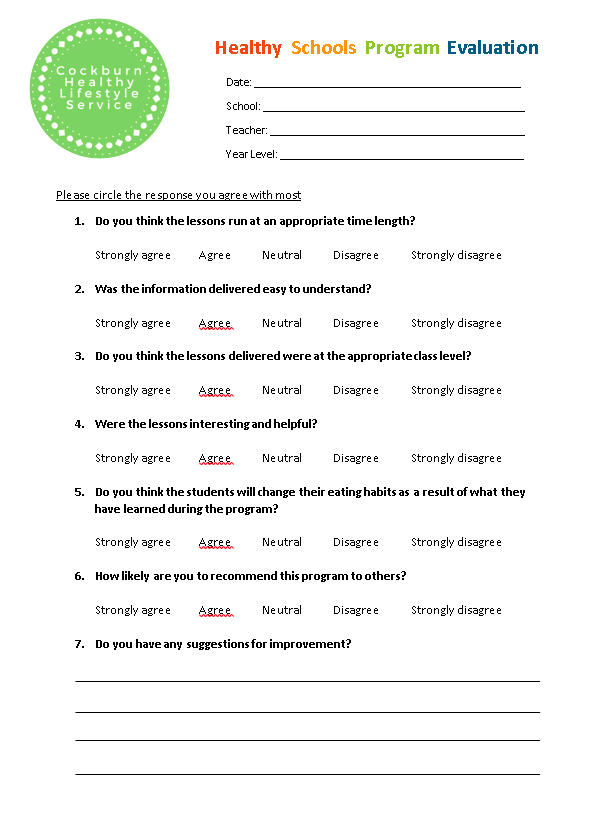 Cockburn
Healthy
Lifestyle
Service
Healthy Schools Program Evaluation
Date: ___________________________________________
School: ___________________________________________
Teacher: __________________________________________
Year Level: ________________________________________
Please circle the response you agree with most
1. Do you think the lessons run at an appropriate time length?
Strongly agree Agree Neutral Disagree Strongly disagree
2. Was the information delivered easy to understand?
Strongly agree Agree Neutral Disagree Strongly disagree
3. Do you think the lessons delivered were at the appropriate class level?
Strongly agree Agree Neutral Disagree Strongly disagree
4. Were the lessons interesting and helpful?
Strongly agree Agree Neutral Disagree Strongly disagree
5. Do you think the students will change their eating habits as a result of what they
have learned during the program?
Strongly agree Agree Neutral Disagree Strongly disagree
6. How likely are you to recommend this program to others?
Strongly agree Agree Neutral Disagree Strongly disagree
7. Do you have any suggestions for improvement?